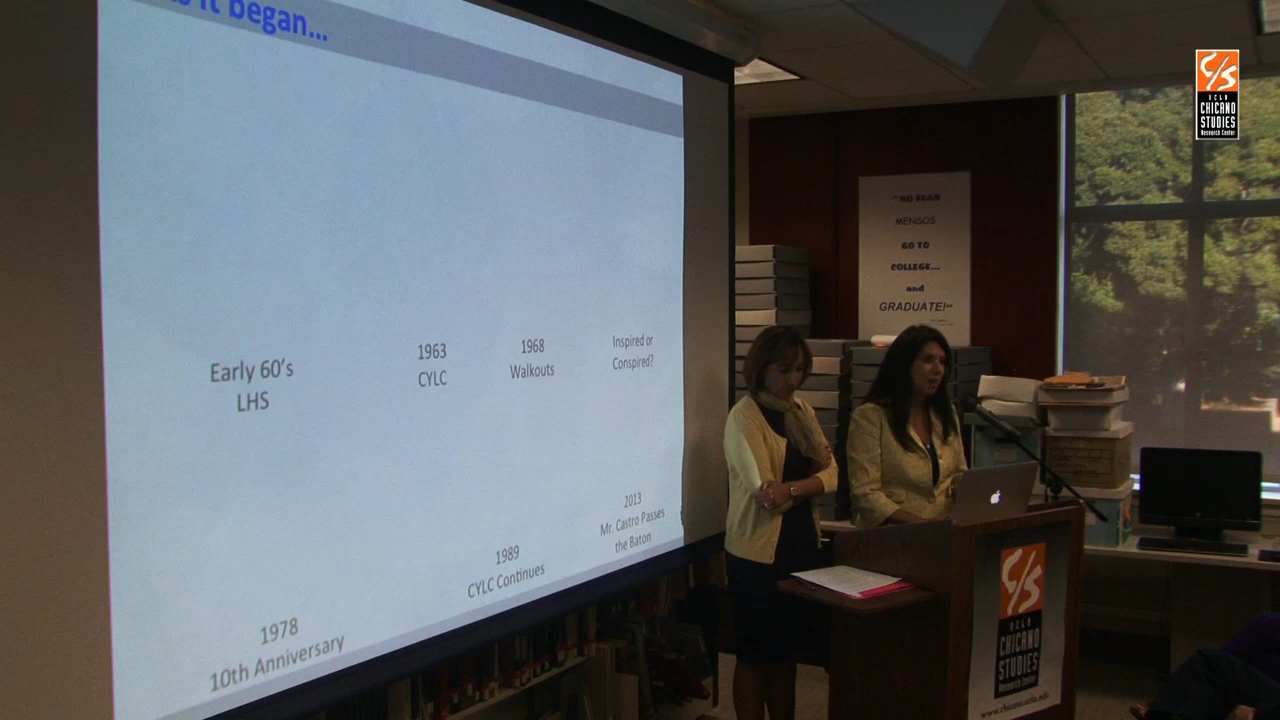 it began...
Early 60's
LHS
1963
CYLC
1968
Walkouts
Inspired or
Conspired?
1978
10th Anniversary
1989
CYLC Continues
2013
Mr. Castro Passes
the Baton
"NO SEAN
MENSOS
GO TO
COLLEGE...
and
GRADUATE!"
C/S
UCLA
CHICANO
STUDIES
Research Center
C/S
UCLA
CHICANO
STUDIES
Research Center
www.chicano.ucla.edu